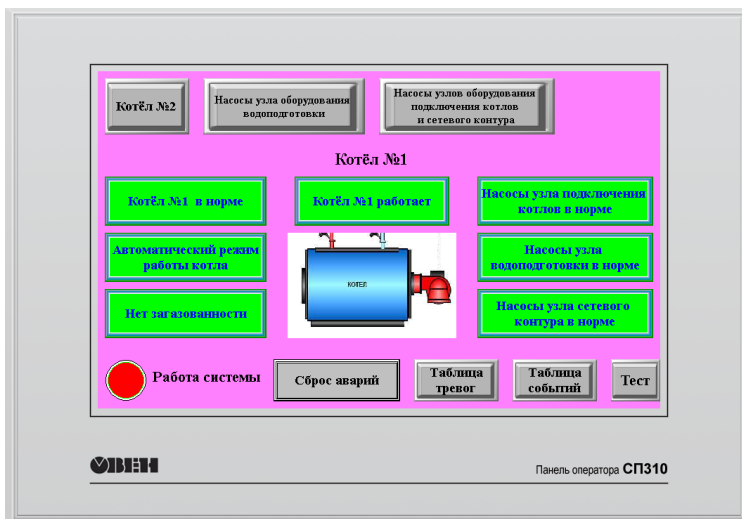 Котёл №2
Насосы узла оборудования
водоподготовки
Насосы узлов оборудования
подключения котлов
и сетевого контура
Котёл №1
Котёл №1 в норме
Котёл №1 работает
Насосы узла подключения
котлов в норме
Автоматический режим
работы котла
КОТЕЛ
Насосы узла
водоподготовки в норме
Нет загазованности
Насосы узла сетевого
контура в норме
Работа системы
Сброс аварий
Таблица
тревог
Таблица
событий
Тест
ОВЕН
Панель оператора СП310